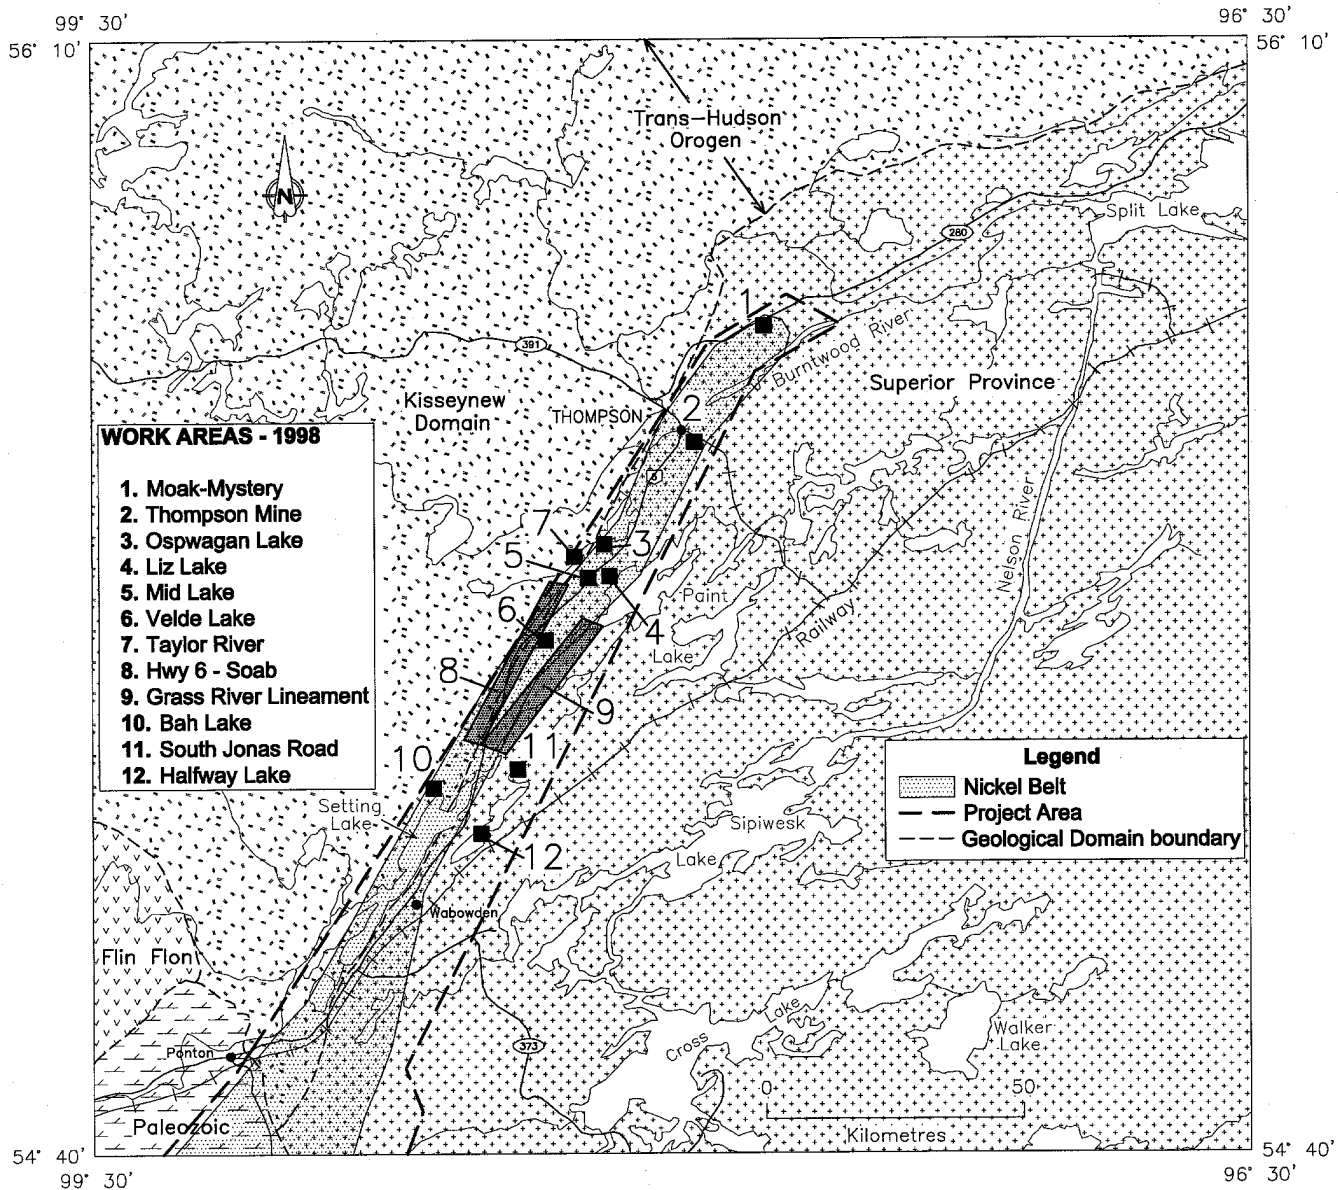 99° 30'
96° 30'
56° 10'
56° 10'
Trans-Hudson
Orogen
N
Split Lake
280
1
Burntwood River
391
Superior Province
Kisseynew
Domain
THOMPSON
2
6
WORK AREAS - 1998
1. Moak-Mystery
2. Thompson Mine
3. Ospwagan Lake
4. Liz Lake
5. Mid Lake
6. Velde Lake
7. Taylor River
8. Hwy 6 - Soab
9. Grass River Lineament
10. Bah Lake
11. South Jonas Road
12. Halfway Lake
7
3
5
Nelson River
Paint
Lake
6
4
Railway
8
9
10
11
Setting
Lake
12
Legend
Nickel Belt
Project Area
Geological Domain boundary
Sipiwesk
Lake
Wabowden
Flin Flon
Cross
Lake
Walker
Lake
373
Ponton
Paleozoic
0
50
Kilometres
54° 40'
54° 40'
99° 30'
96° 30'